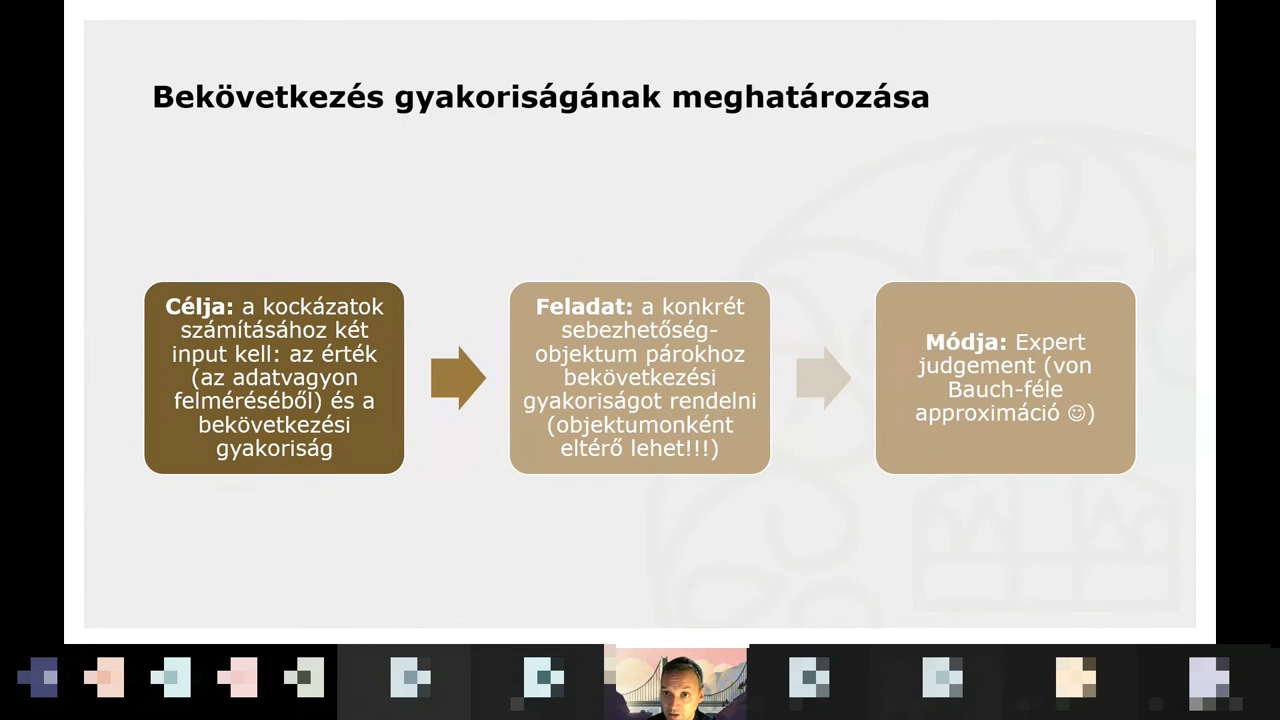 Bekövetkezés gyakoriságának meghatározása
Célja: a kockázatok
számításához két
input kell: az érték
(az adatvagyon
felméréséből) és a
bekövetkezési
gyakoriság
Feladat: a konkrét
sebezhetőség-
objektum párokhoz
bekövetkezési
gyakoriságot rendelni
(objektumonként
eltérő lehet!!!)
Módja: Expert
judgement (von
Bauch-féle
approximáció ☺)